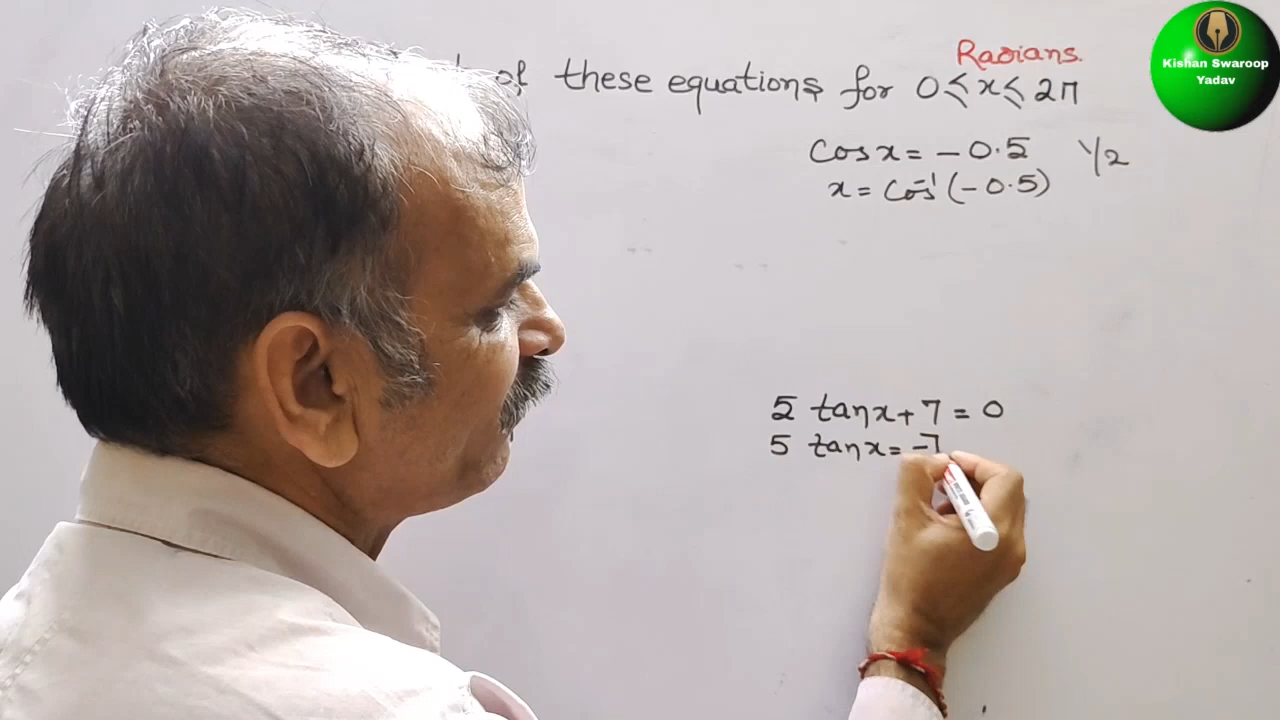 Radians.
of these equations for 0 ≤ x ≤ 2π
Kishan Swaroop
Yadav
cos x = - 0.5 1/2
x = cos⁻¹ (- 0.5)
5 tan x + 7 = 0
5 tan x = -7